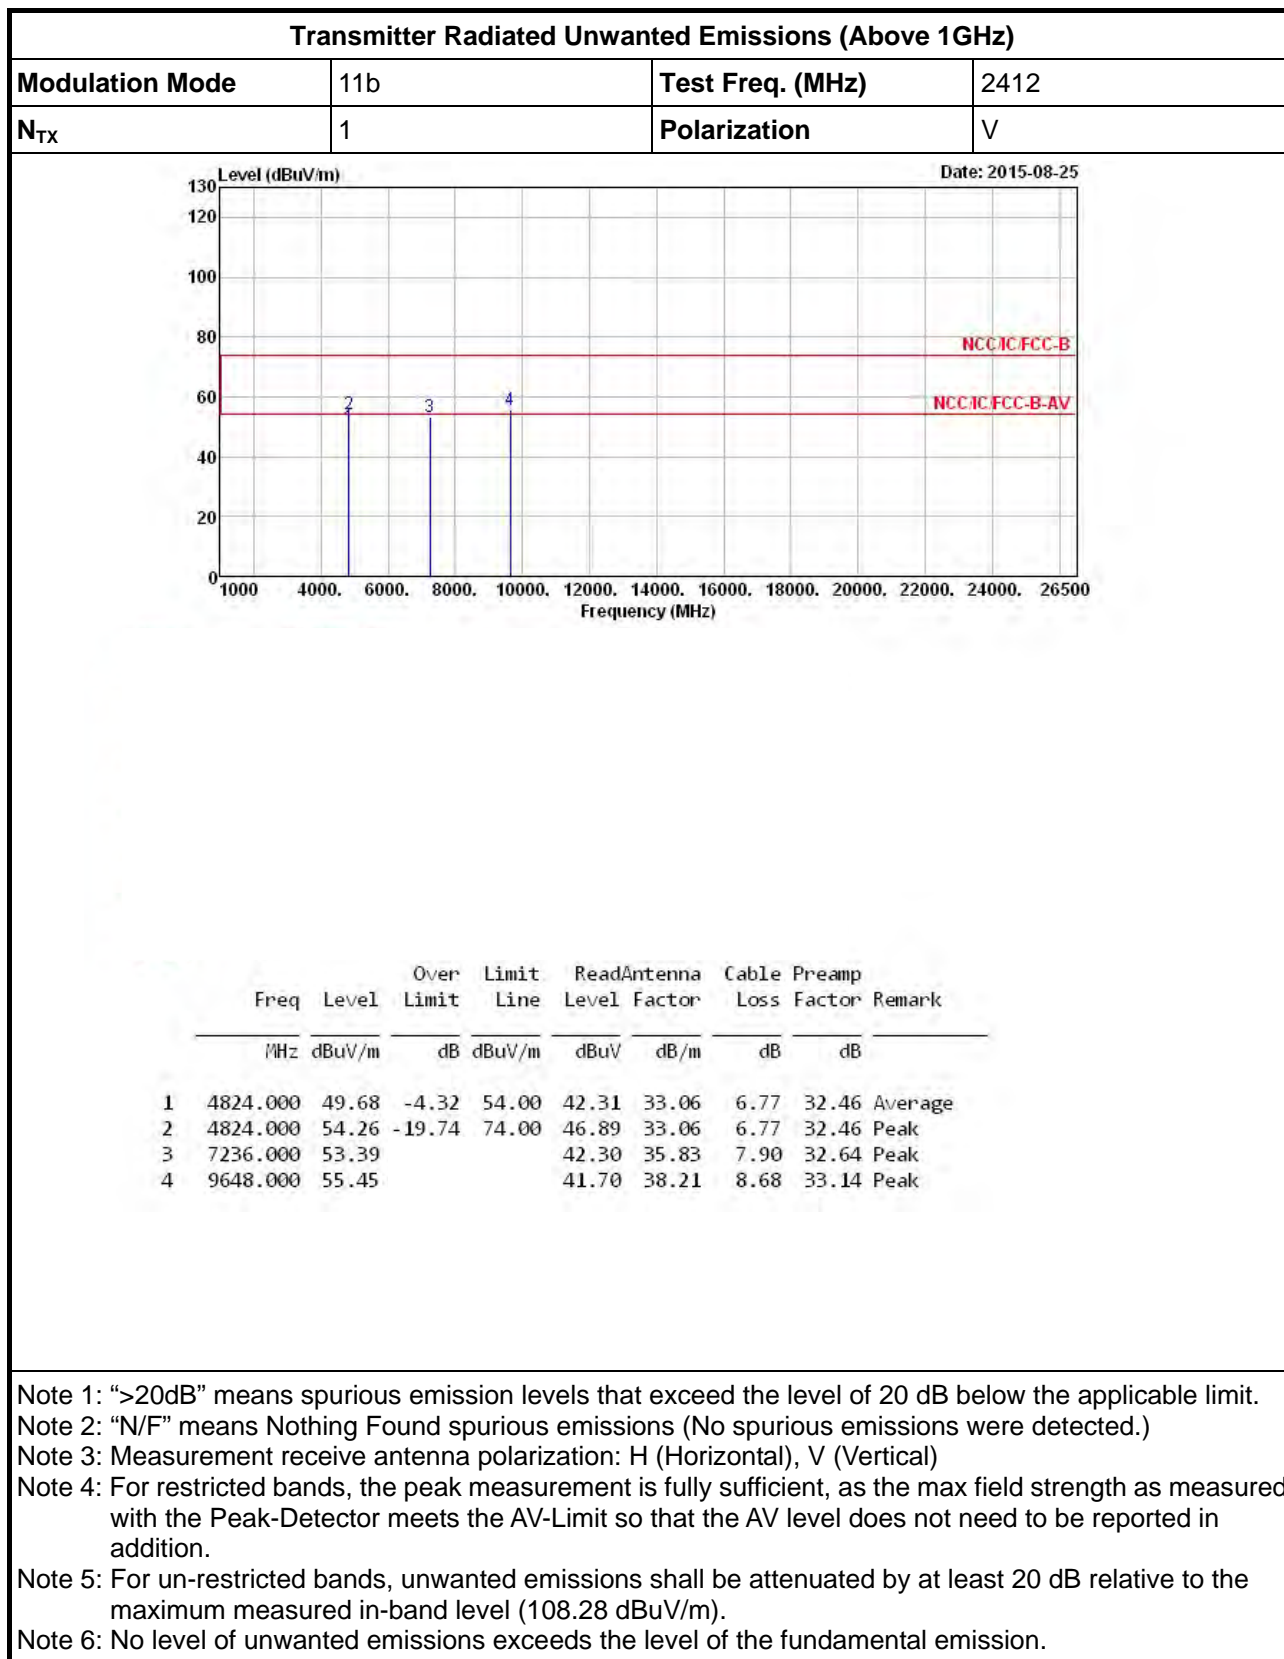 Transmitter Radiated Unwanted Emissions (Above 1GHz)
Modulation Mode 11b Test Freq. (MHz) 2412
NTX 1 Polarization V
Level (dBuV/m) Date: 2015-08-25
130
120
100
80
NCC/IC/FCC-B
60
2 3 4
NCC/IC/FCC-B-AV
40
20
0
1000 4000. 6000. 8000. 10000. 12000. 14000. 16000. 18000. 20000. 22000. 24000. 26500
Frequency (MHz)
Over Limit ReadAntenna Cable Preamp
Freq Level Limit Line Level Factor Loss Factor Remark
MHz dBuV/m dB dBuV/m dBuV dB/m dB dB
1 4824.000 49.68 -4.32 54.00 42.31 33.06 6.77 32.46 Average
2 4824.000 54.26 -19.74 74.00 46.89 33.06 6.77 32.46 Peak
3 7236.000 53.39 42.30 35.83 7.90 32.64 Peak
4 9648.000 55.45 41.70 38.21 8.68 33.14 Peak
Note 1: “>20dB” means spurious emission levels that exceed the level of 20 dB below the applicable limit.
Note 2: “N/F” means Nothing Found spurious emissions (No spurious emissions were detected.)
Note 3: Measurement receive antenna polarization: H (Horizontal), V (Vertical)
Note 4: For restricted bands, the peak measurement is fully sufficient, as the max field strength as measured
with the Peak-Detector meets the AV-Limit so that the AV level does not need to be reported in
addition.
Note 5: For un-restricted bands, unwanted emissions shall be attenuated by at least 20 dB relative to the
maximum measured in-band level (108.28 dBuV/m).
Note 6: No level of unwanted emissions exceeds the level of the fundamental emission.